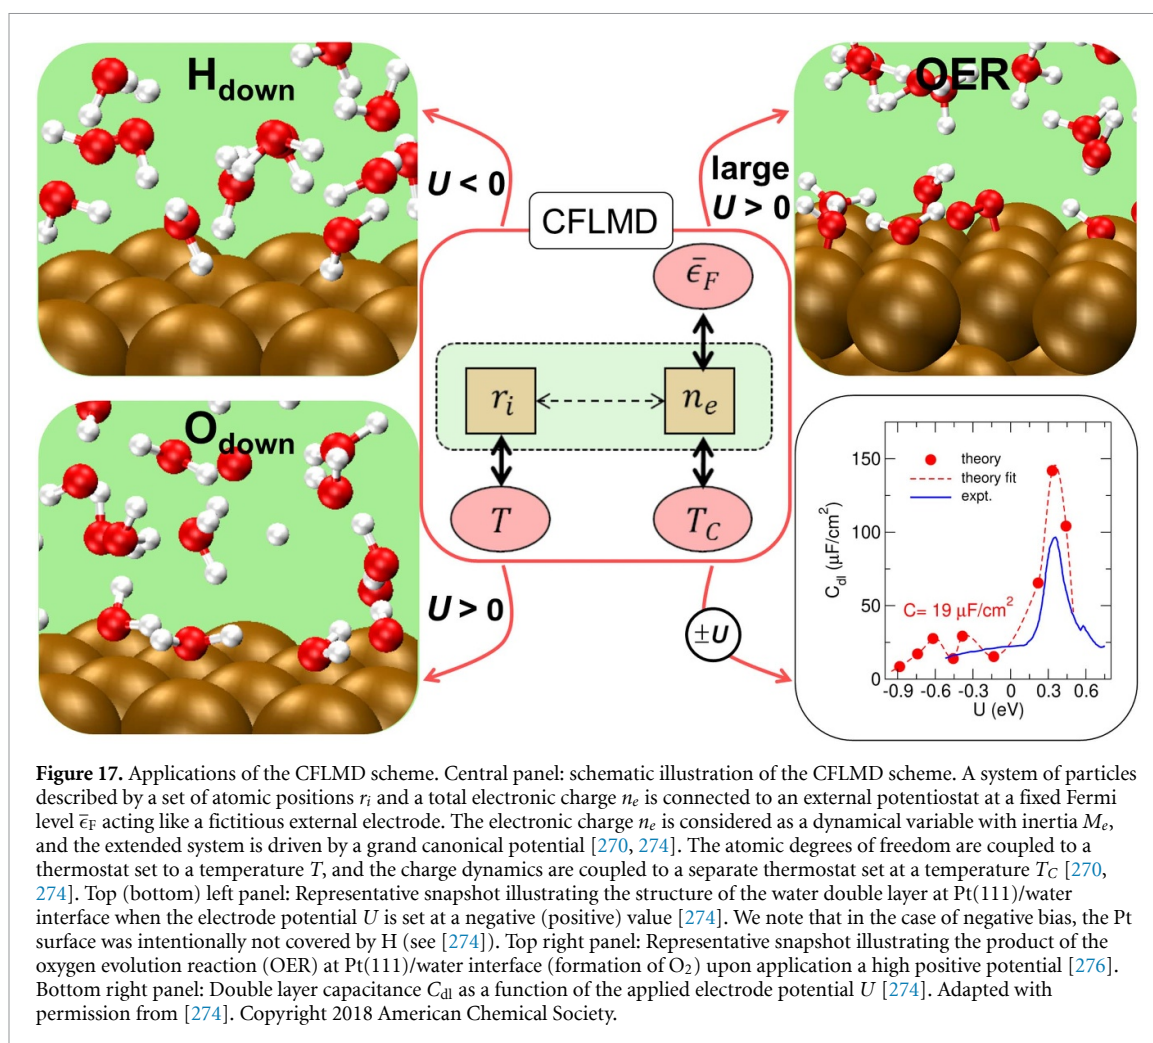 H_down
OER
U < 0
large
U > 0
CFLMD
ϵ̄_F
r_i
n_e
T
T_C
O_down
U > 0
±U
150
100
50
0
C_dl (μF/cm²)
theory
theory fit
expt.
C= 19 μF/cm²
-0.9 -0.6 -0.3 0 0.3 0.6
U (eV)
Figure 17. Applications of the CFLMD scheme. Central panel: schematic illustration of the CFLMD scheme. A system of particles
described by a set of atomic positions r_i and a total electronic charge n_e is connected to an external potentiostat at a fixed Fermi
level ϵ̄_F acting like a fictitious external electrode. The electronic charge n_e is considered as a dynamical variable with inertia M_e,
and the extended system is driven by a grand canonical potential [270, 274]. The atomic degrees of freedom are coupled to a
thermostat set to a temperature T, and the charge dynamics are coupled to a separate thermostat set at a temperature T_C [270,
274]. Top (bottom) left panel: Representative snapshot illustrating the structure of the water double layer at Pt(111)/water
interface when the electrode potential U is set at a negative (positive) value [274]. We note that in the case of negative bias, the Pt
surface was intentionally not covered by H (see [274]). Top right panel: Representative snapshot illustrating the product of the
oxygen evolution reaction (OER) at Pt(111)/water interface (formation of O₂) upon application a high positive potential [276].
Bottom right panel: Double layer capacitance C_dl as a function of the applied electrode potential U [274]. Adapted with
permission from [274]. Copyright 2018 American Chemical Society.